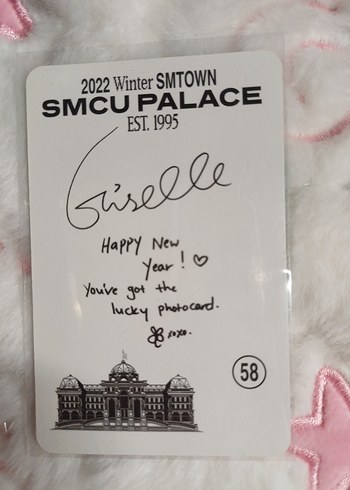 2022 Winter SMTOWN
SMCU PALACE
EST. 1995
Giselle
Happy New
Year! ♡
You've got the
lucky photocard.
xoxo.
58